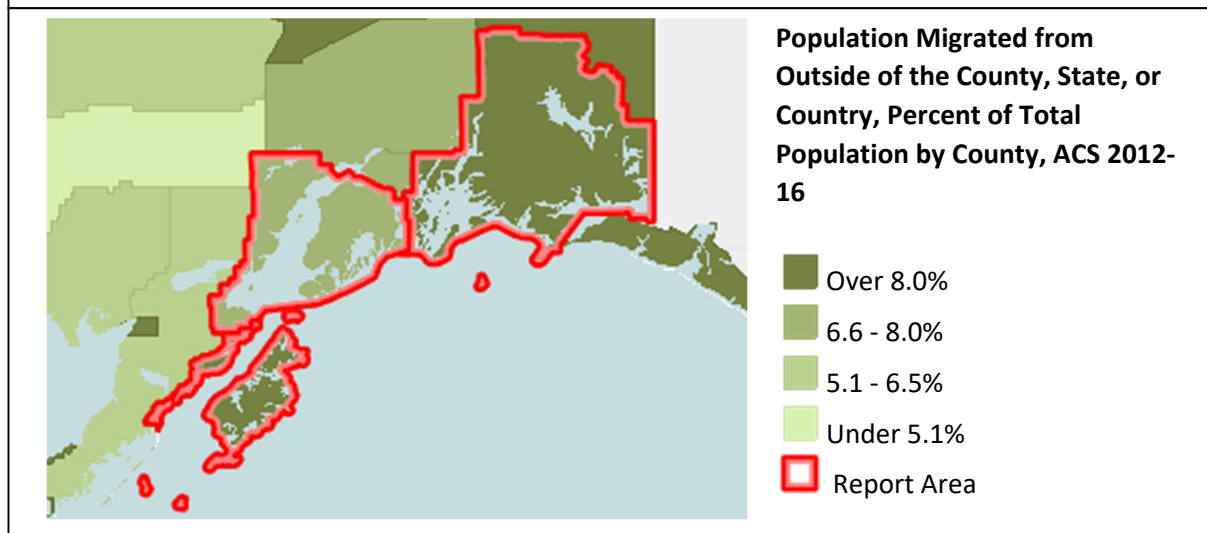 Population Migrated from
Outside of the County, State, or
Country, Percent of Total
Population by County, ACS 2012-
16
Over 8.0%
6.6 - 8.0%
5.1 - 6.5%
Under 5.1%
Report Area